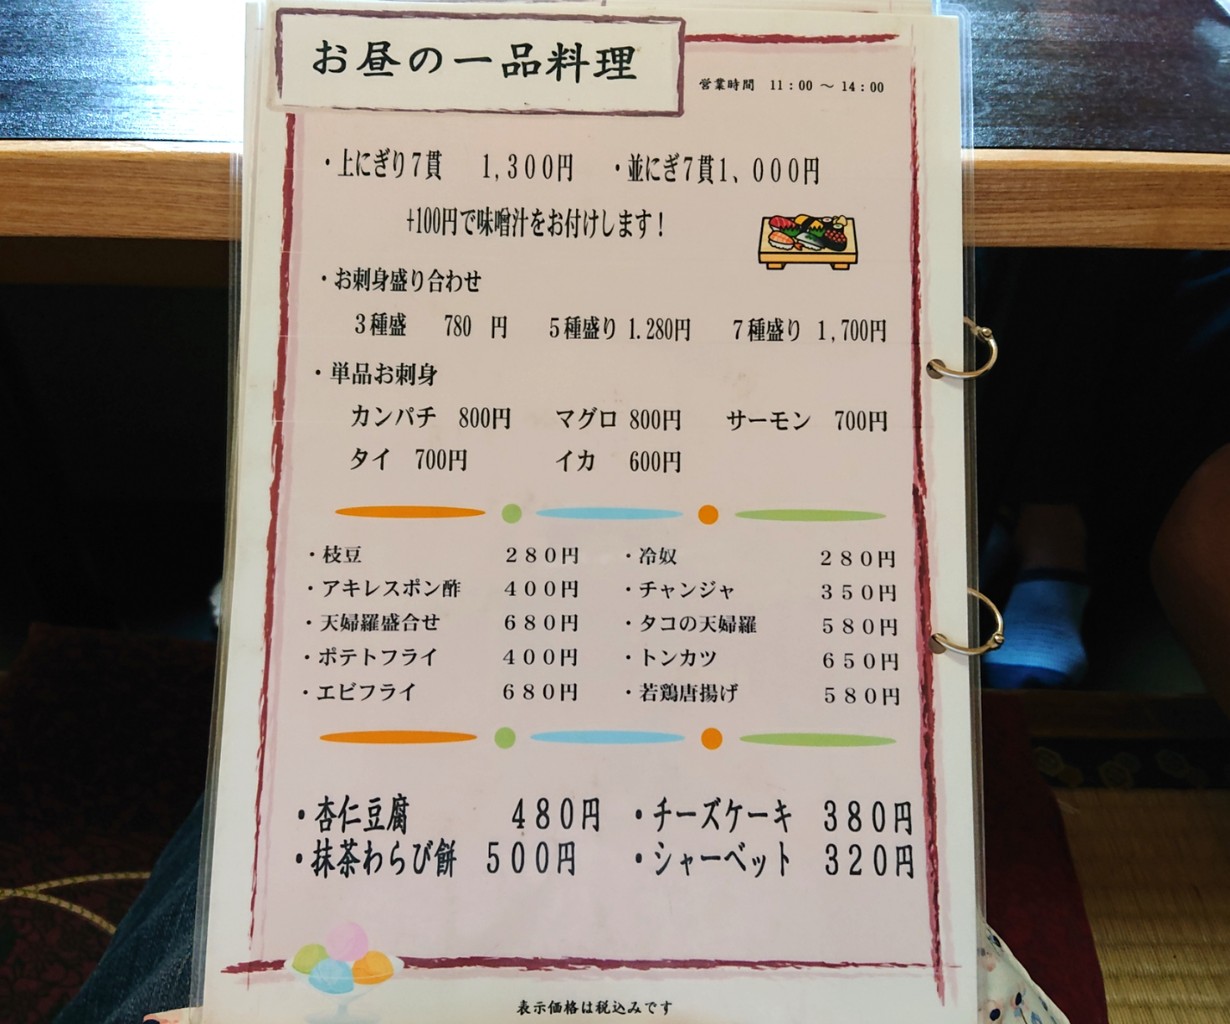 お昼の一品料理
営業時間 11:00 ～ 14:00
・上にぎり7貫 1,300円 ・並にぎ7貫1、000円
+100円で味噌汁をお付けします!
・お刺身盛り合わせ
3種盛 780 円 5種盛り 1.280円 7種盛り 1,700円
・単品お刺身
カンパチ 800円 マグロ 800円 サーモン 700円
タイ 700円 イカ 600円
・枝豆 280円 ・冷奴 280円
・アキレスポン酢 400円 ・チャンジャ 350円
・天婦羅盛合せ 680円 ・タコの天婦羅 580円
・ポテトフライ 400円 ・トンカツ 650円
・エビフライ 680円 ・若鶏唐揚げ 580円
・杏仁豆腐 480円 ・チーズケーキ 380円
・抹茶わらび餅 500円 ・シャーベット 320円
表示価格は税込みです